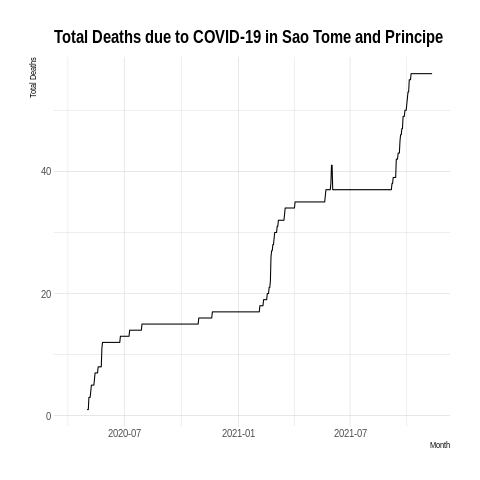 Total Deaths due to COVID-19 in Sao Tome and Principe
Total Deaths
40
20
0
2020-07
2021-01
2021-07
Month